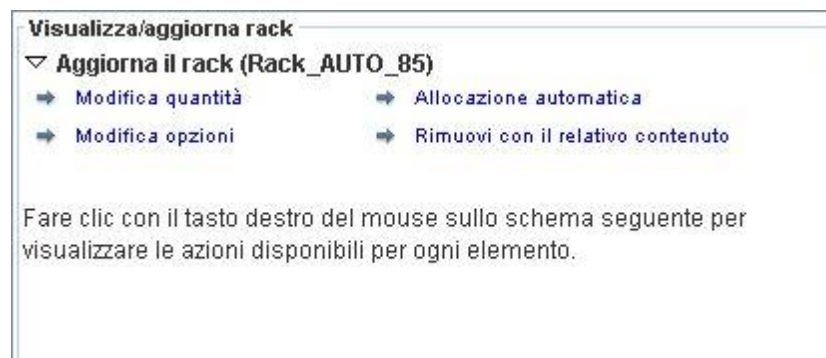 Visualizza/aggiorna rack
Aggiorna il rack (Rack_AUTO_85)
Modifica quantità
Allocazione automatica
Modifica opzioni
Rimuovi con il relativo contenuto
Fare clic con il tasto destro del mouse sullo schema seguente per
visualizzare le azioni disponibili per ogni elemento.